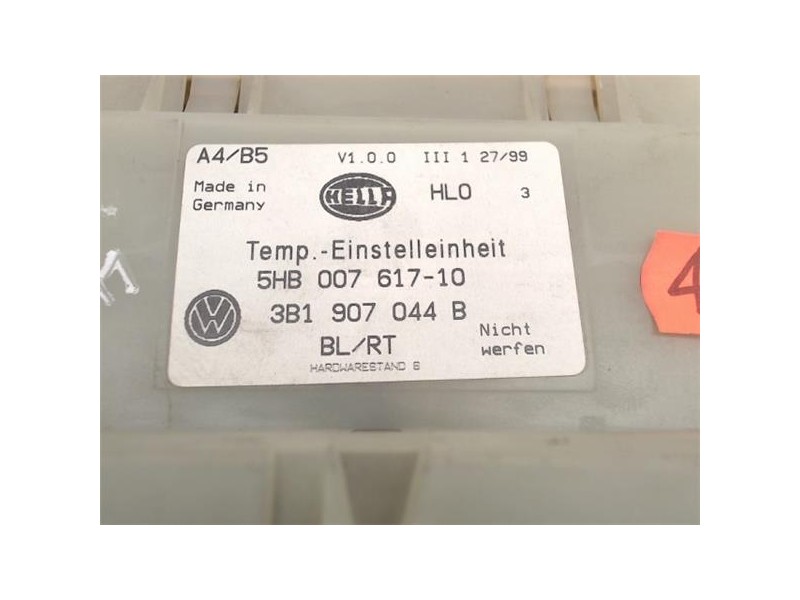 A4/B5 V1.0.0 III 1 27/99
Made in Germany
HELLA
HLO 3
Temp.-Einstelleinheit
5HB 007 617-10
VW
3B1 907 044 B
BL/RT
Nicht werfen
HARDWARESTAND 6
4